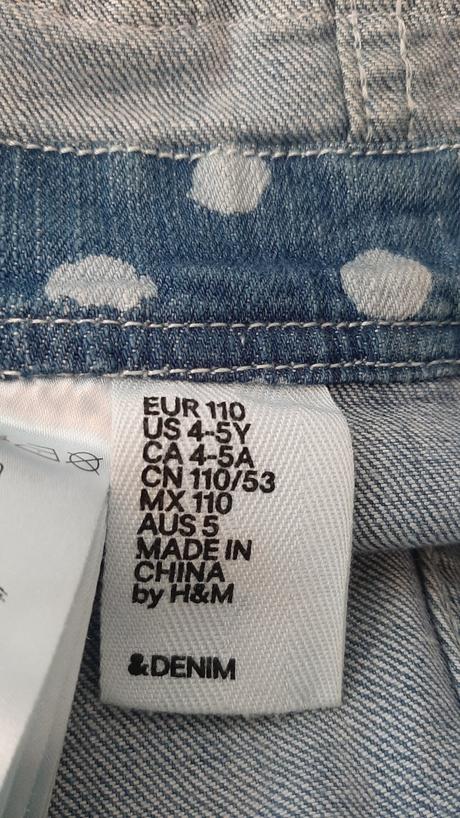 EUR 110
US 4-5Y
CA 4-5A
CN 110/53
MX 110
AUS 5
MADE IN
CHINA
by H&M
&DENIM